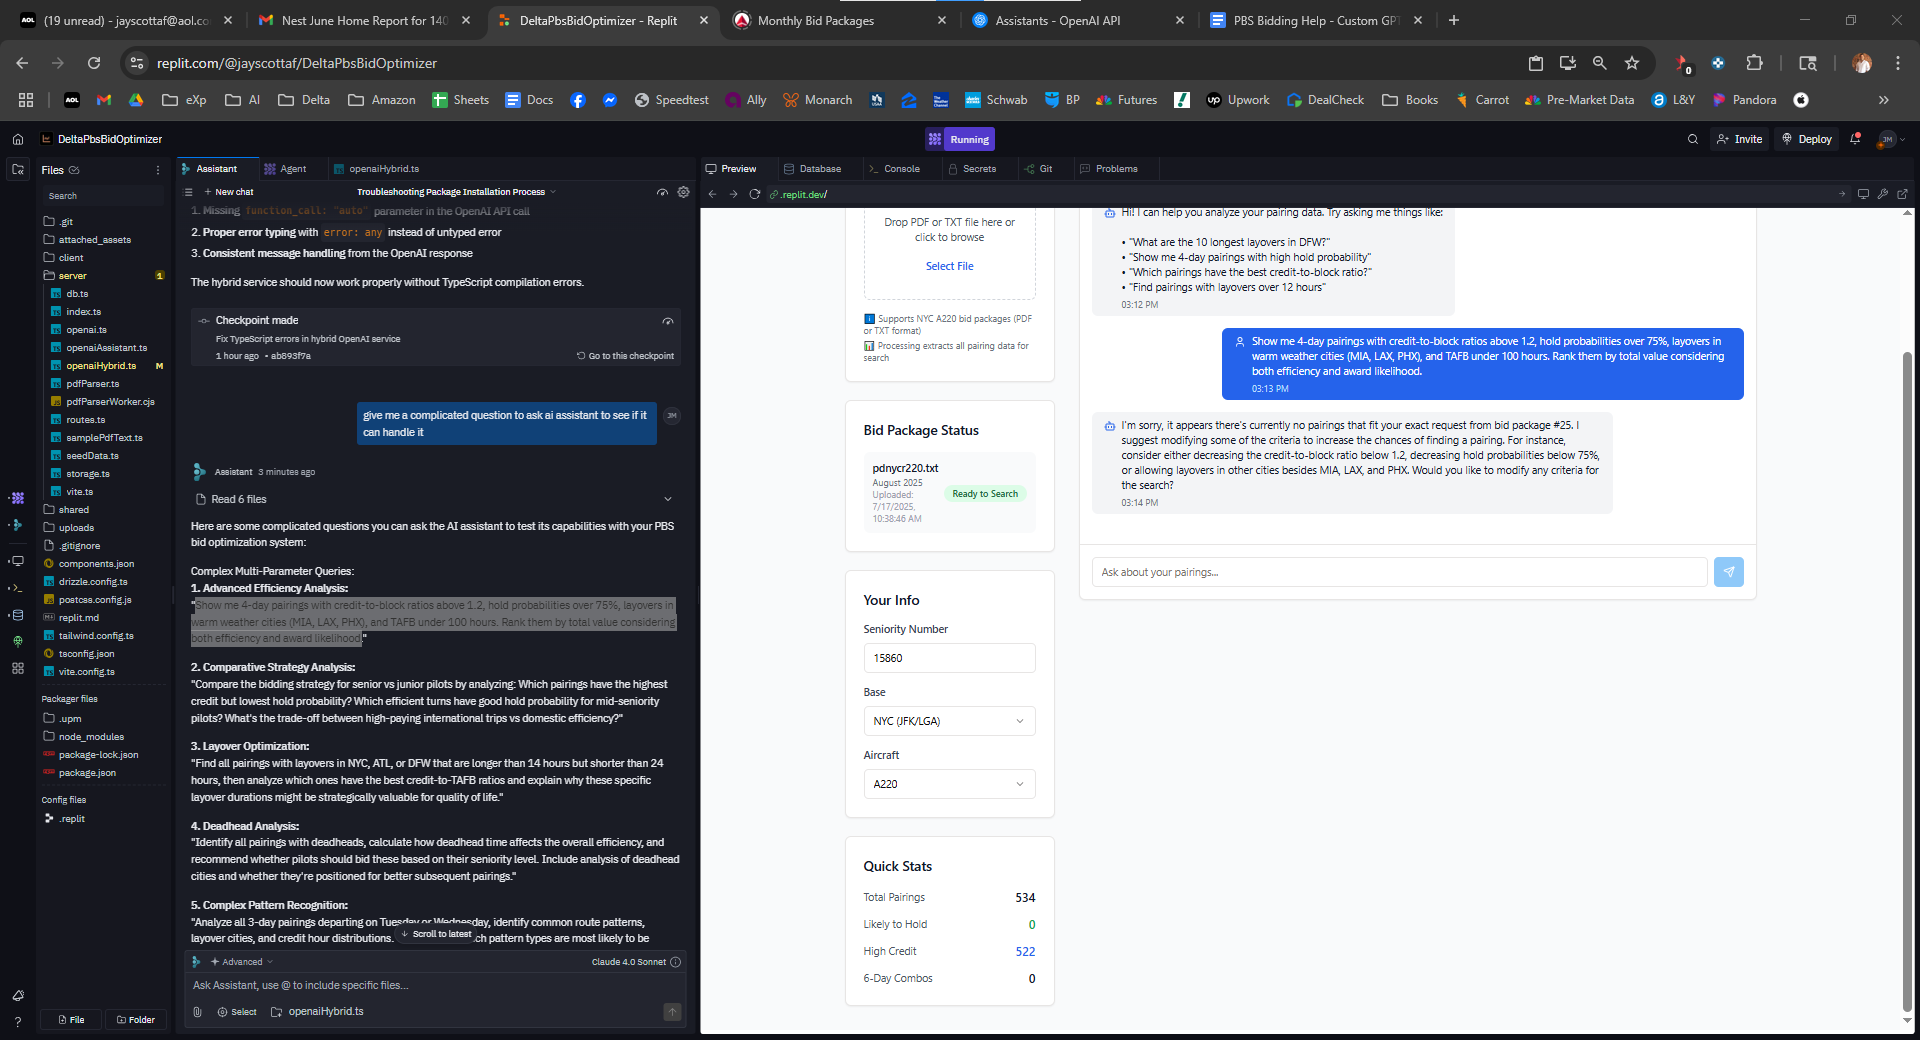 (19 unread) - jayscottaf@aol.co
Nest June Home Report for 140
DeltaPbsBidOptimizer - Replit
Monthly Bid Packages
Assistants - OpenAI API
PBS Bidding Help - Custom GP
replit.com/@jayscottaf/DeltaPbsBidOptimizer
0
AOL
eXp
AI
Delta
Amazon
Sheets
Docs
Speedtest
Ally
Monarch
Schwab
BP
Futures
Upwork
DealCheck
Books
Carrot
Pre-Market Data
L&Y
Pandora
DeltaPbsBidOptimizer
Running
Invite
Deploy
JM
Files
Search
.git
attached_assets
client
server
1
db.ts
index.ts
openai.ts
openaiAssistant.ts
openaiHybrid.ts
M
pdfParser.ts
pdfParserWorker.cjs
routes.ts
samplePdfText.ts
seedData.ts
storage.ts
vite.ts
shared
uploads
.gitignore
components.json
drizzle.config.ts
postcss.config.js
replit.md
tailwind.config.ts
tsconfig.json
vite.config.ts
Packager files
.upm
node_modules
package-lock.json
package.json
Config files
.replit
File
Folder
Assistant
Agent
openaiHybrid.ts
New chat
Troubleshooting Package Installation Process
1. Missing function_call: "auto" parameter in the OpenAI API call
2. Proper error typing with error: any instead of untyped error
3. Consistent message handling from the OpenAI response
The hybrid service should now work properly without TypeScript compilation errors.
Checkpoint made
Fix TypeScript errors in hybrid OpenAI service
1 hour ago • ab893f7a
Go to this checkpoint
give me a complicated question to ask ai assistant to see if it
can handle it
JM
Assistant 3 minutes ago
Read 6 files
Here are some complicated questions you can ask the AI assistant to test its capabilities with your PBS
bid optimization system:
Complex Multi-Parameter Queries:
1. Advanced Efficiency Analysis:
"Show me 4-day pairings with credit-to-block ratios above 1.2, hold probabilities over 75%, layovers in
warm weather cities (MIA, LAX, PHX), and TAFB under 100 hours. Rank them by total value considering
both efficiency and award likelihood."
2. Comparative Strategy Analysis:
"Compare the bidding strategy for senior vs junior pilots by analyzing: Which pairings have the highest
credit but lowest hold probability? Which efficient turns have good hold probability for mid-seniority
pilots? What's the trade-off between high-paying international trips vs domestic efficiency?"
3. Layover Optimization:
"Find all pairings with layovers in NYC, ATL, or DFW that are longer than 14 hours but shorter than 24
hours, then analyze which ones have the best credit-to-TAFB ratios and explain why these specific
layover durations might be strategically valuable for quality of life."
4. Deadhead Analysis:
"Identify all pairings with deadheads, calculate how deadhead time affects the overall efficiency, and
recommend whether pilots should bid these based on their seniority level. Include analysis of deadhead
cities and whether they're positioned for better subsequent pairings."
5. Complex Pattern Recognition:
"Analyze all 3-day pairings departing on Tuesday or Wednesday, identify common route patterns,
layover cities, and credit hour distributions. ch pattern types are most likely to be
Scroll to latest
Advanced
Claude 4.0 Sonnet
Ask Assistant, use @ to include specific files...
Select
openaiHybrid.ts
Preview
Database
Console
Secrets
Git
Problems
.replit.dev/
Drop PDF or TXT file here or
click to browse
Select File
Supports NYC A220 bid packages (PDF
or TXT format)
Processing extracts all pairing data for
search
Bid Package Status
pdnycr220.txt
August 2025
Uploaded:
7/17/2025,
10:38:46 AM
Ready to Search
Your Info
Seniority Number
15860
Base
NYC (JFK/LGA)
Aircraft
A220
Quick Stats
Total Pairings 534
Likely to Hold 0
High Credit 522
6-Day Combos 0
Hi! I can help you analyze your pairing data. Try asking me things like:
• "What are the 10 longest layovers in DFW?"
• "Show me 4-day pairings with high hold probability"
• "Which pairings have the best credit-to-block ratio?"
• "Find pairings with layovers over 12 hours"
03:12 PM
Show me 4-day pairings with credit-to-block ratios above 1.2, hold probabilities over 75%, layovers in
warm weather cities (MIA, LAX, PHX), and TAFB under 100 hours. Rank them by total value considering
both efficiency and award likelihood.
03:13 PM
I'm sorry, it appears there's currently no pairings that fit your exact request from bid package #25. I
suggest modifying some of the criteria to increase the chances of finding a pairing. For instance,
consider either decreasing the credit-to-block ratio below 1.2, decreasing hold probabilities below 75%,
or allowing layovers in other cities besides MIA, LAX, and PHX. Would you like to modify any criteria for
the search?
03:14 PM
Ask about your pairings...